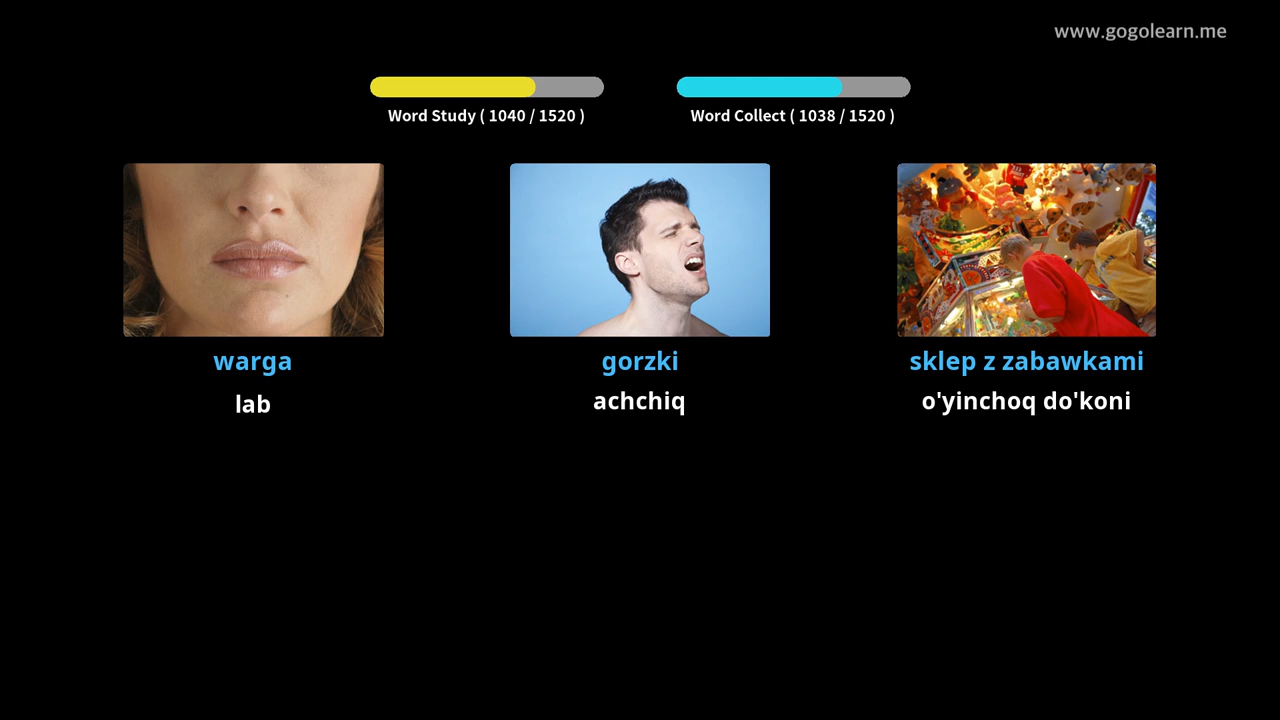 www.gogolearn.me
Word Study ( 1040 / 1520 )
Word Collect ( 1038 / 1520 )
warga
lab
gorzki
achchiq
sklep z zabawkami
o'yinchoq do'koni